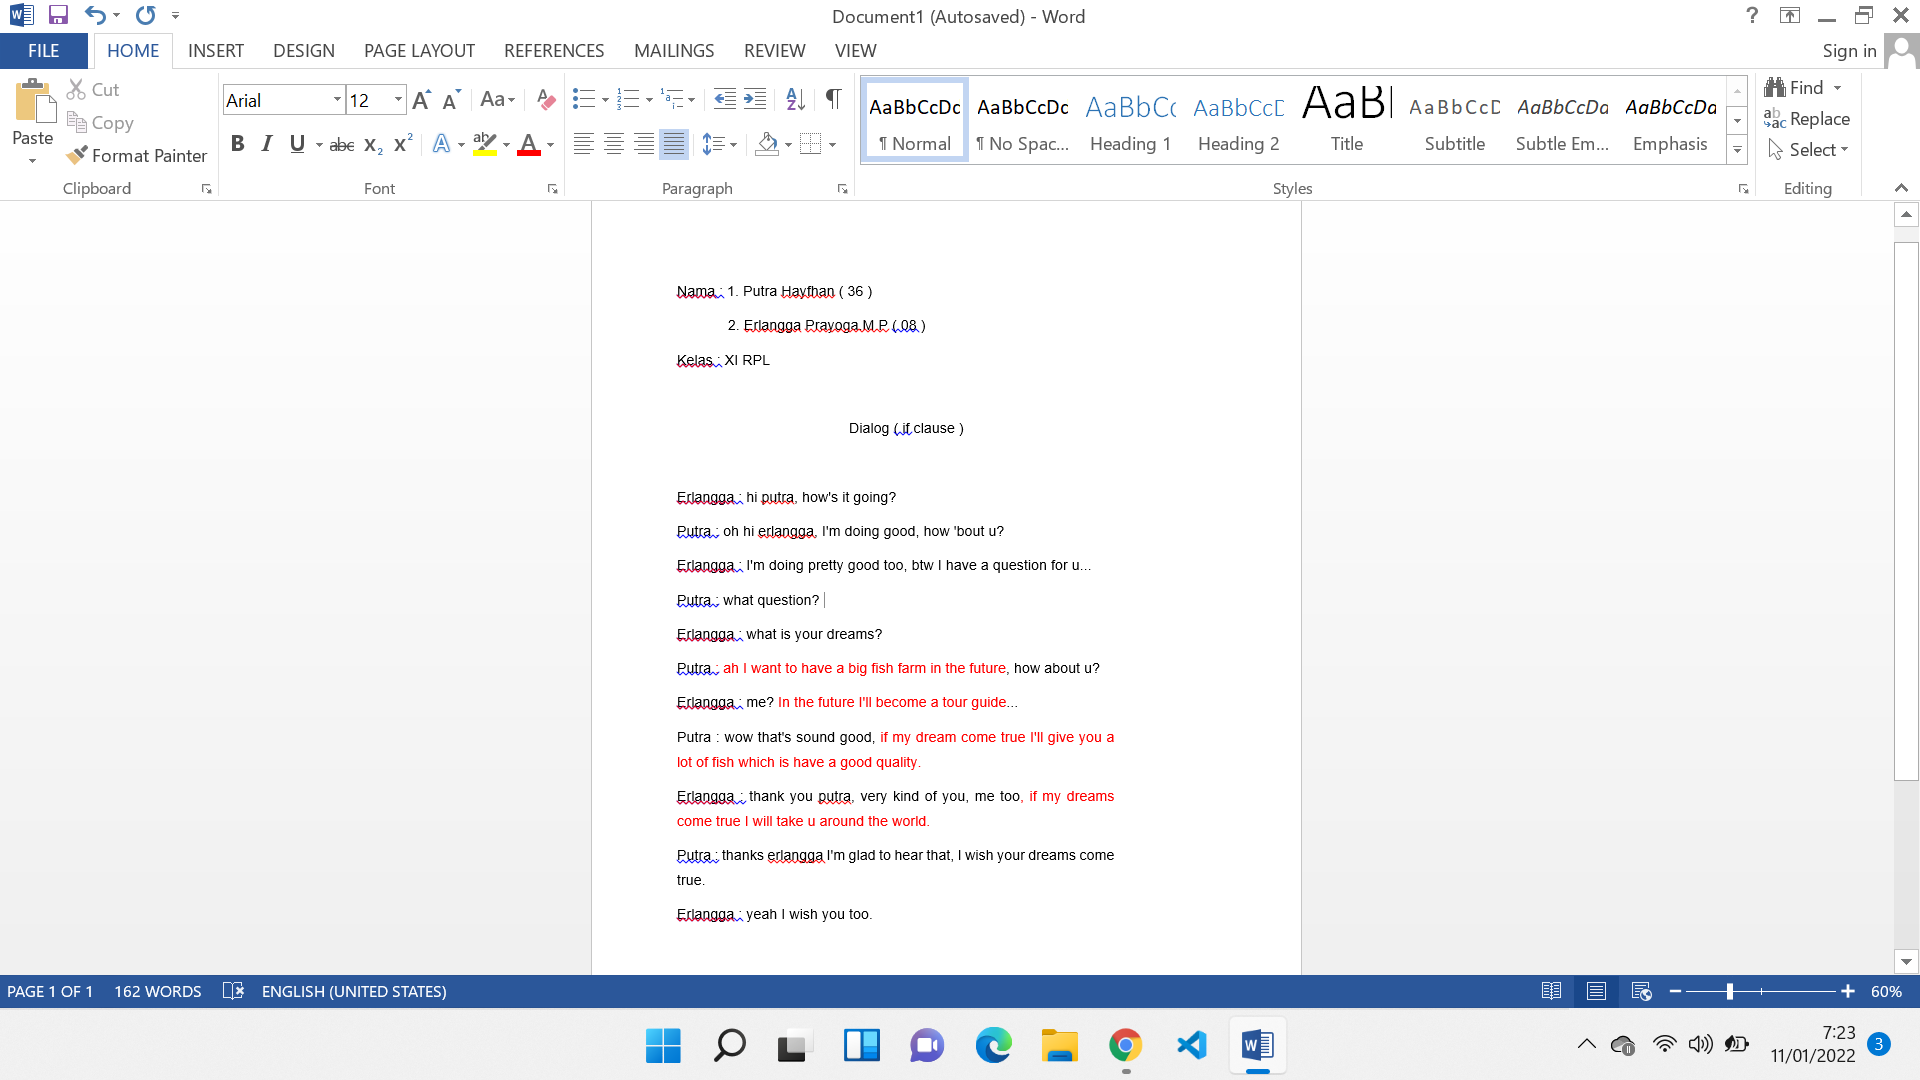 Document1 (Autosaved) - Word
FILE HOME INSERT DESIGN PAGE LAYOUT REFERENCES MAILINGS REVIEW VIEW Sign in
Paste
Cut
Copy
Format Painter
Clipboard
Arial 12
Font
Paragraph
AaBbCcDc AaBbCcDc AaBbCc AaBbCcD AaBl AaBbCcD AaBbCcDa AaBbCcDa
¶ Normal ¶ No Spac... Heading 1 Heading 2 Title Subtitle Subtle Em... Emphasis
Styles
Find
Replace
Select
Editing
Nama : 1. Putra Hayfhan ( 36 )
2. Erlangga Prayoga.M.P ( 08 )
Kelas : XI RPL
Dialog ( if clause )
Erlangga : hi putra, how's it going?
Putra : oh hi erlangga, I'm doing good, how 'bout u?
Erlangga : I'm doing pretty good too, btw I have a question for u...
Putra : what question?
Erlangga : what is your dreams?
Putra : ah I want to have a big fish farm in the future, how about u?
Erlangga : me? In the future I'll become a tour guide...
Putra : wow that's sound good, if my dream come true I'll give you a
lot of fish which is have a good quality.
Erlangga : thank you putra, very kind of you, me too, if my dreams
come true I will take u around the world.
Putra : thanks erlangga I'm glad to hear that, I wish your dreams come
true.
Erlangga : yeah I wish you too.
PAGE 1 OF 1 162 WORDS ENGLISH (UNITED STATES) 60%
7:23
11/01/2022
3